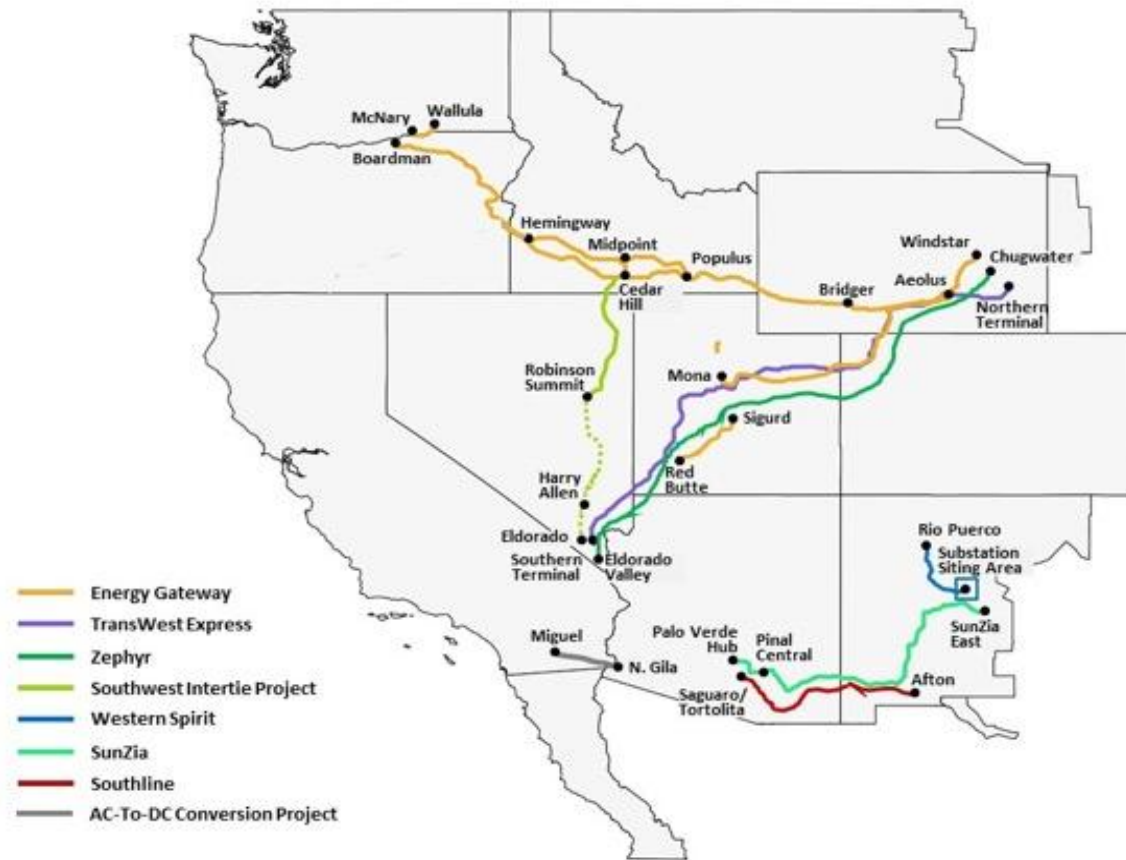 McNary
Wallula
Boardman
Hemingway
Midpoint
Populus
Cedar
Hill
Windstar
Chugwater
Aeolus
Bridger
Northern
Terminal
Robinson
Summit
Mona
Sigurd
Red
Butte
Harry
Allen
Eldorado
Southern
Terminal
Eldorado
Valley
Rio Puerco
Substation
Siting Area
SunZia
East
Miguel
N. Gila
Palo Verde
Hub
Pinal
Central
Saguaro/
Tortolita
Afton
Energy Gateway
TransWest Express
Zephyr
Southwest Intertie Project
Western Spirit
SunZia
Southline
AC-To-DC Conversion Project